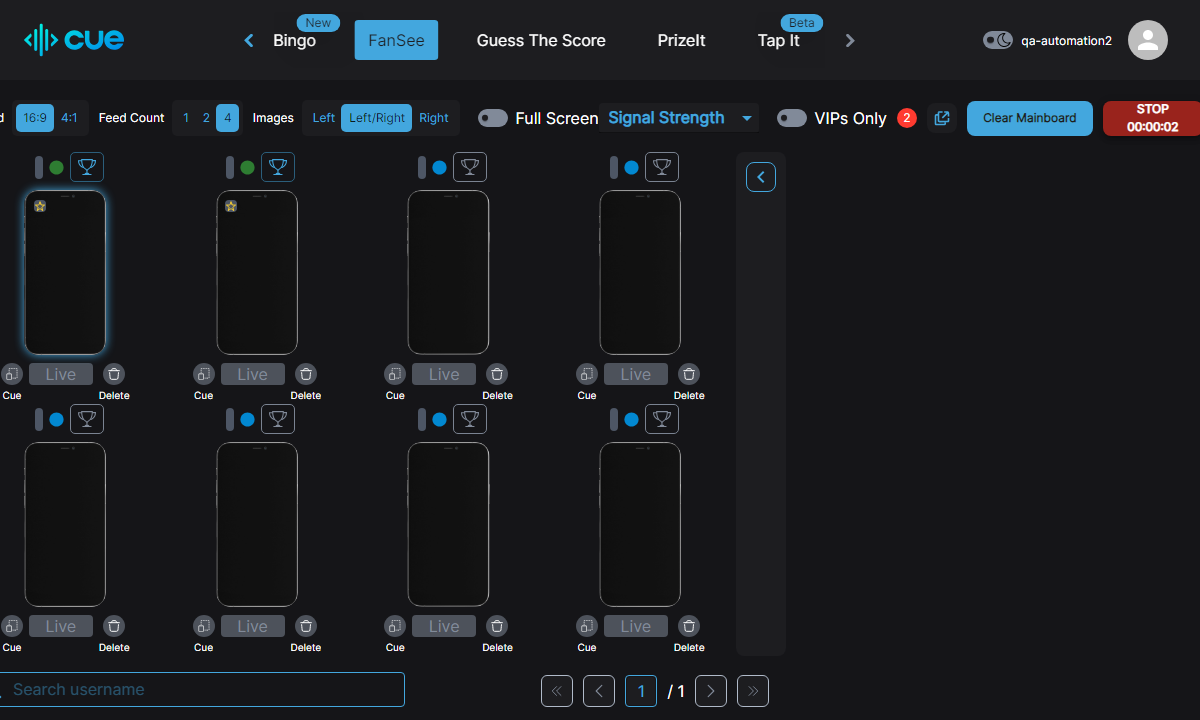 cue
New
Bingo
FanSee
Guess The Score
PrizeIt
Beta
Tap It
qa-automation2
d
16:9
4:1
Feed Count
1
2
4
Images
Left
Left/Right
Right
Full Screen
Signal Strength
VIPs Only
2
Clear Mainboard
STOP
00:00:02
Live
Cue
Delete
Live
Cue
Delete
Live
Cue
Delete
Live
Cue
Delete
Live
Cue
Delete
Live
Cue
Delete
Live
Cue
Delete
Live
Cue
Delete
Search username
1
/ 1